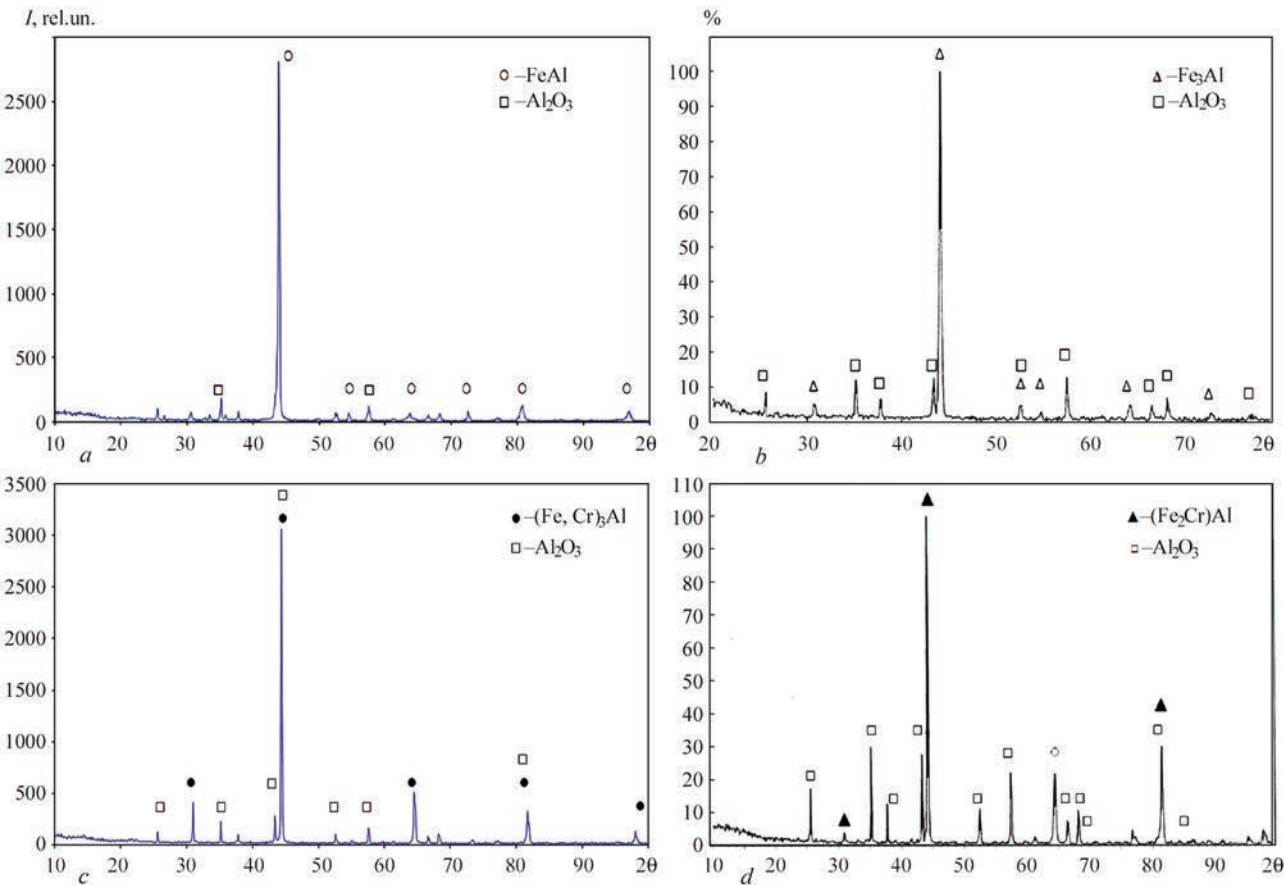 I, rel.un.
2500
2000
1500
1000
500
0
10 20 30 40 50 60 70 80 90 2θ
a
–FeAl
–Al₂O₃
%
100
90
80
70
60
50
40
30
20
10
0
20 30 40 50 60 70 2θ
b
–Fe₃Al
–Al₂O₃
3500
3000
2000
1500
1000
500
0
10 20 30 40 50 60 70 80 90 2θ
c
–(Fe, Cr)₃Al
–Al₂O₃
110
100
90
80
70
60
50
40
30
20
10
0
10 20 30 40 50 60 70 80 90 2θ
d
–(Fe₂Cr)Al
–Al₂O₃